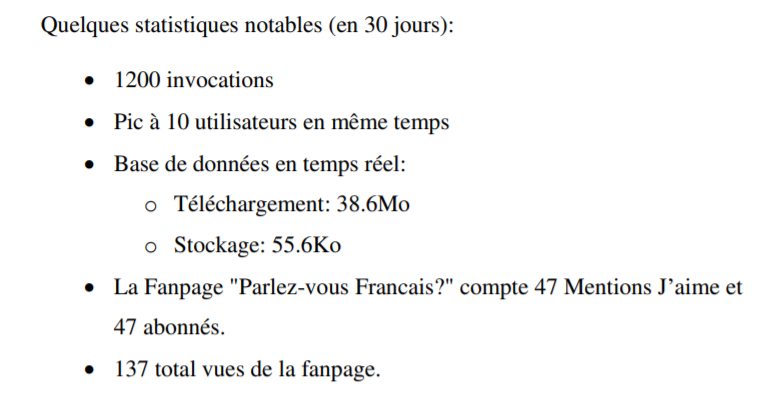 Quelques statistiques notables (en 30 jours):
• 1200 invocations
• Pic à 10 utilisateurs en même temps
• Base de données en temps réel:
o Téléchargement: 38.6Mo
o Stockage: 55.6Ko
• La Fanpage "Parlez-vous Francais?" compte 47 Mentions J’aime et
47 abonnés.
• 137 total vues de la fanpage.